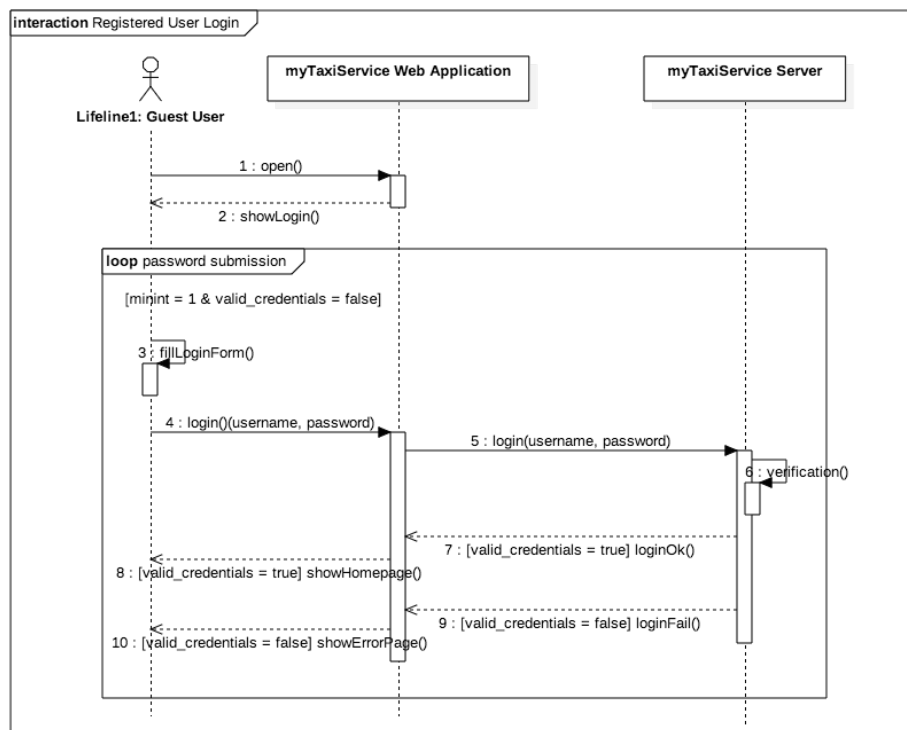 interaction Registered User Login
myTaxiService Web Application
myTaxiService Server
Lifeline1: Guest User
1 : open()
2 : showLogin()
loop password submission
[minint = 1 & valid_credentials = false]
3 : fillLoginForm()
4 : login()(username, password)
5 : login(username, password)
6 : verification()
7 : [valid_credentials = true] loginOk()
8 : [valid_credentials = true] showHomepage()
9 : [valid_credentials = false] loginFail()
10 : [valid_credentials = false] showErrorPage()